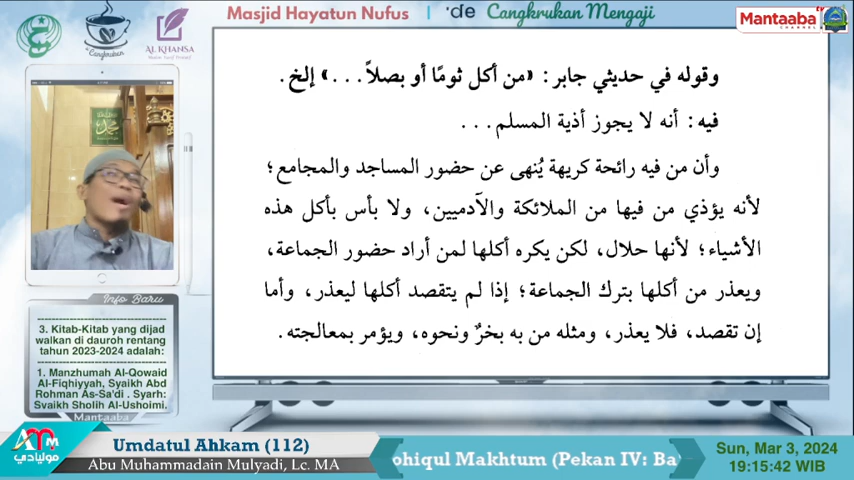 Masjid Hayatun Nufus
Cangkrukan Mengaji
Mantaaba
CHANNEL
Cangkrukan
AL KHANSA
وقوله في حديثي جابر: «من أكل ثومًا أو بصلاً...» إلخ.
فيه: أنه لا يجوز أذية المسلم...
وأن من فيه رائحة كريهة يُنهى عن حضور المساجد والمجامع؛
لأنه يؤذي من فيها من الملائكة والآدميين، ولا بأس بأكل هذه
الأشياء؛ لأنها حلال، لكن يكره أكلها لمن أراد حضور الجماعة،
ويعذر من أكلها بترك الجماعة؛ إذا لم يتقصد أكلها ليعذر، وأما
إن تقصد، فلا يعذر، ومثله من به بخرٌ ونحوه، ويؤمر بمعالجته.
Info Baru
3. Kitab-Kitab yang dijad
walkan di dauroh rentang
tahun 2023-2024 adalah:
1. Manzhumah Al-Qowaid
Al-Fiqhiyyah, Syaikh Abd
Rohman As-Sa'di . Syarh:
Syaikh Sholih Al-Ushoimi.
Mantaaba
موليادي
Umdatul Ahkam (112)
Abu Muhammadain Mulyadi, Lc. MA
ohiqul Makhtum (Pekan IV: Ba
Sun, Mar 3, 2024
19:15:42 WIB